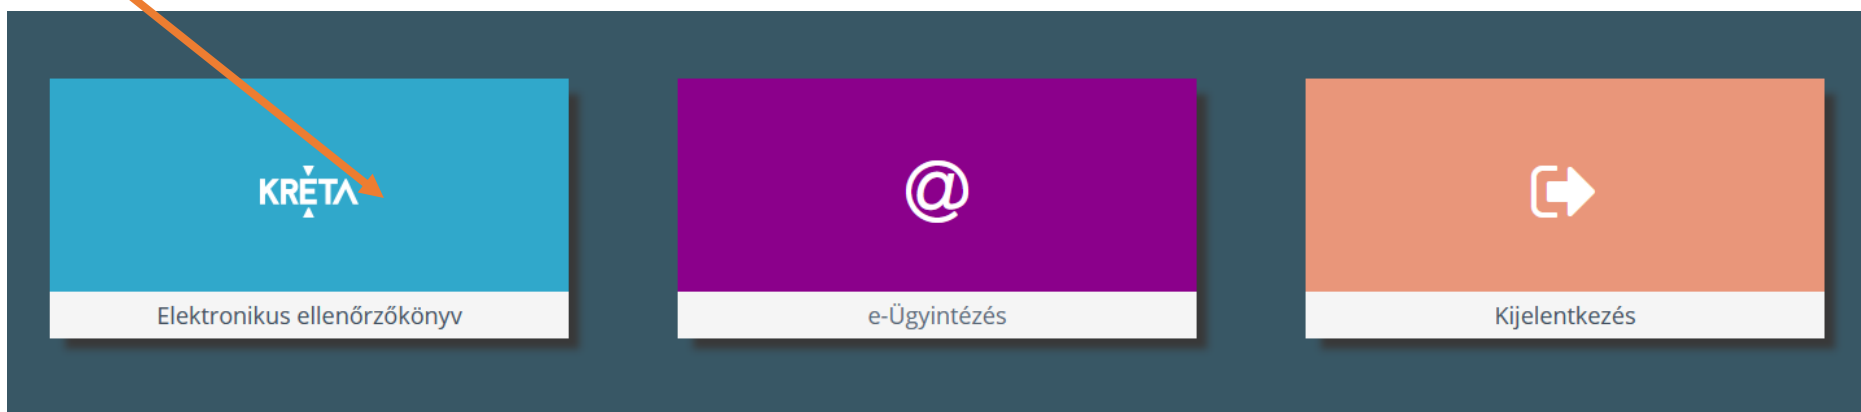 KRÉTA
@
Elektronikus ellenőrzőkönyv
e-Ügyintézés
Kijelentkezés